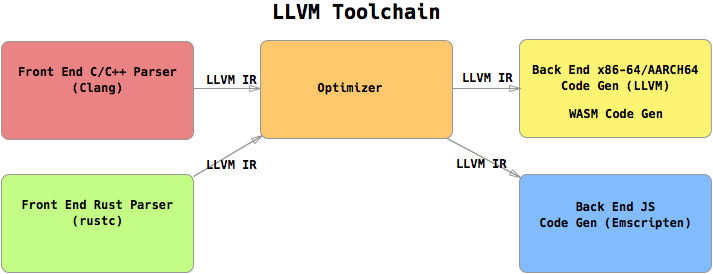 LLVM Toolchain
Front End C/C++ Parser
(Clang)
LLVM IR
Optimizer
LLVM IR
Back End x86-64/AARCH64
Code Gen (LLVM)
WASM Code Gen
Front End Rust Parser
(rustc)
LLVM IR
LLVM IR
Back End JS
Code Gen (Emscripten)